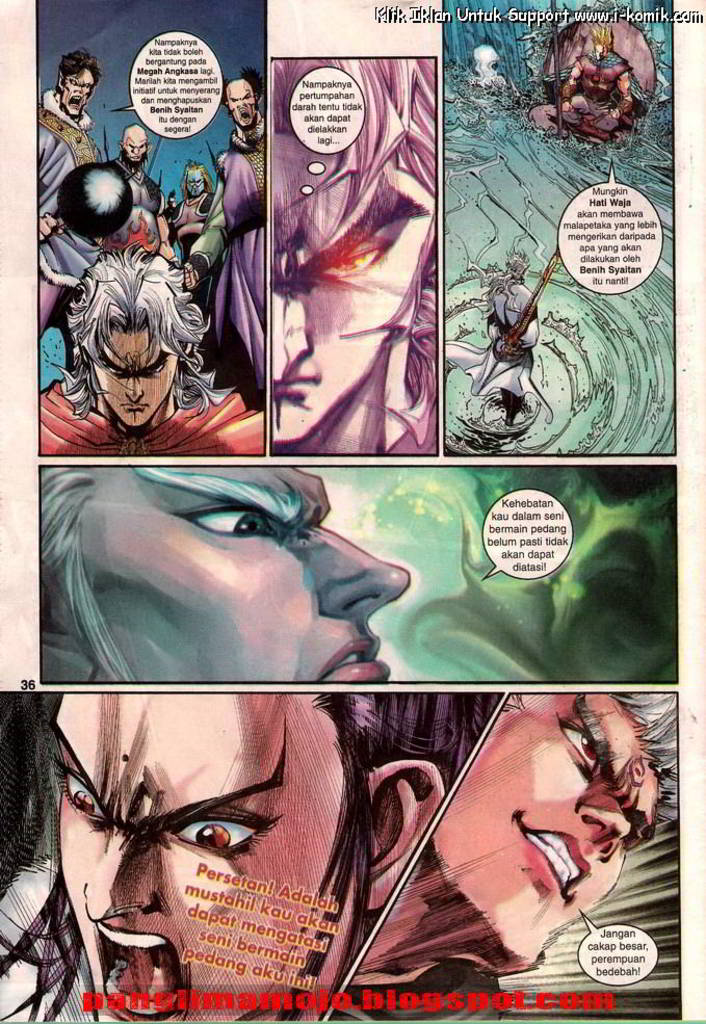 Klik Iklan Untuk Support www.i-komik.com
Nampaknya
kita tidak boleh
bergantung pada
Megah Angkasa lagi.
Marilah kita mengambil
initiatif untuk menyerang
dan menghapuskan
Benih Syaitan
itu dengan
segera!
Nampaknya
pertumpahan
darah tentu tidak
akan dapat
dielakkan
lagi...
Mungkin
Hati Waja
akan membawa
malapetaka yang lebih
mengerikan daripada
apa yang akan
dilakukan oleh
Benih Syaitan
itu nanti!
Kehebatan
kau dalam seni
bermain pedang
belum pasti tidak
akan dapat
diatasi!
36
Persetan! Adalah
mustahil kau akan
dapat mengatasi
seni bermain
pedang aku ini!
Jangan
cakap besar,
perempuan
bedebah!
panglimamojo.blogspot.com